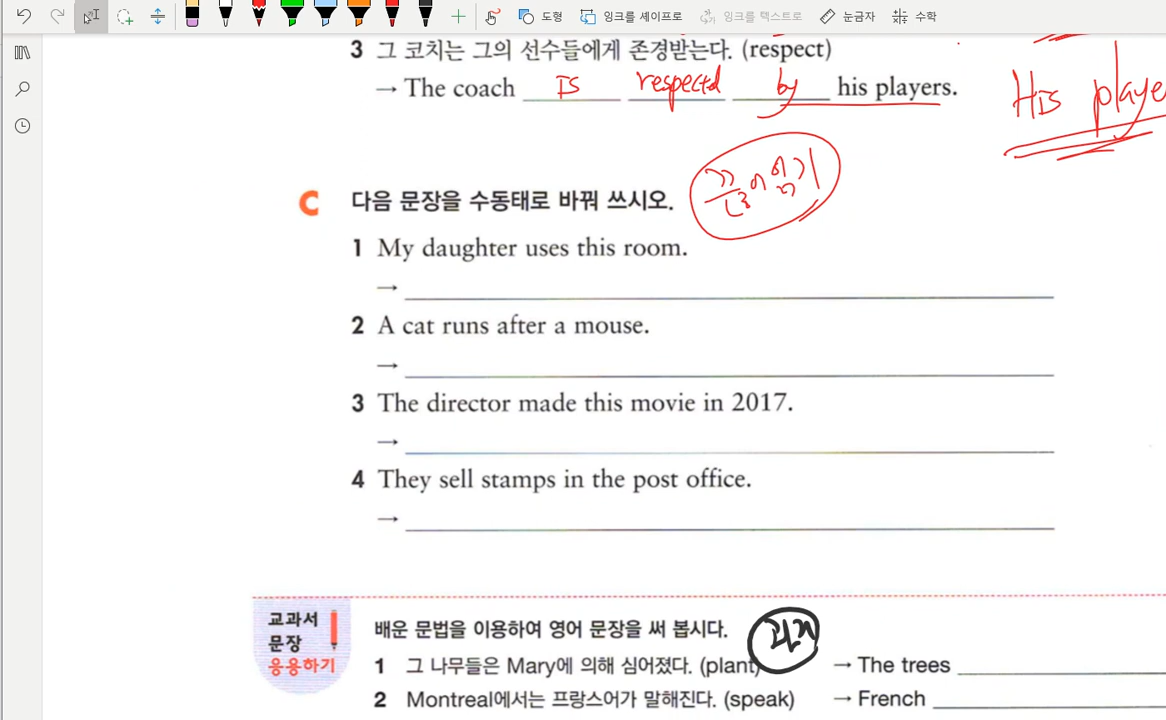 도형 잉크를 셰이프로 잉크를 텍스트로 눈금자 수학
3 그 코치는 그의 선수들에게 존경받는다. (respect)
→ The coach is respectd by his players.
His playe
C 다음 문장을 수동태로 바꿔 쓰시오.
1 My daughter uses this room.
→
2 A cat runs after a mouse.
→
3 The director made this movie in 2017.
→
4 They sell stamps in the post office.
→
교과서
문장
응용하기
배운 문법을 이용하여 영어 문장을 써 봅시다. 과거
1 그 나무들은 Mary에 의해 심어졌다. (plant) → The trees
2 Montreal에서는 프랑스어가 말해진다. (speak) → French